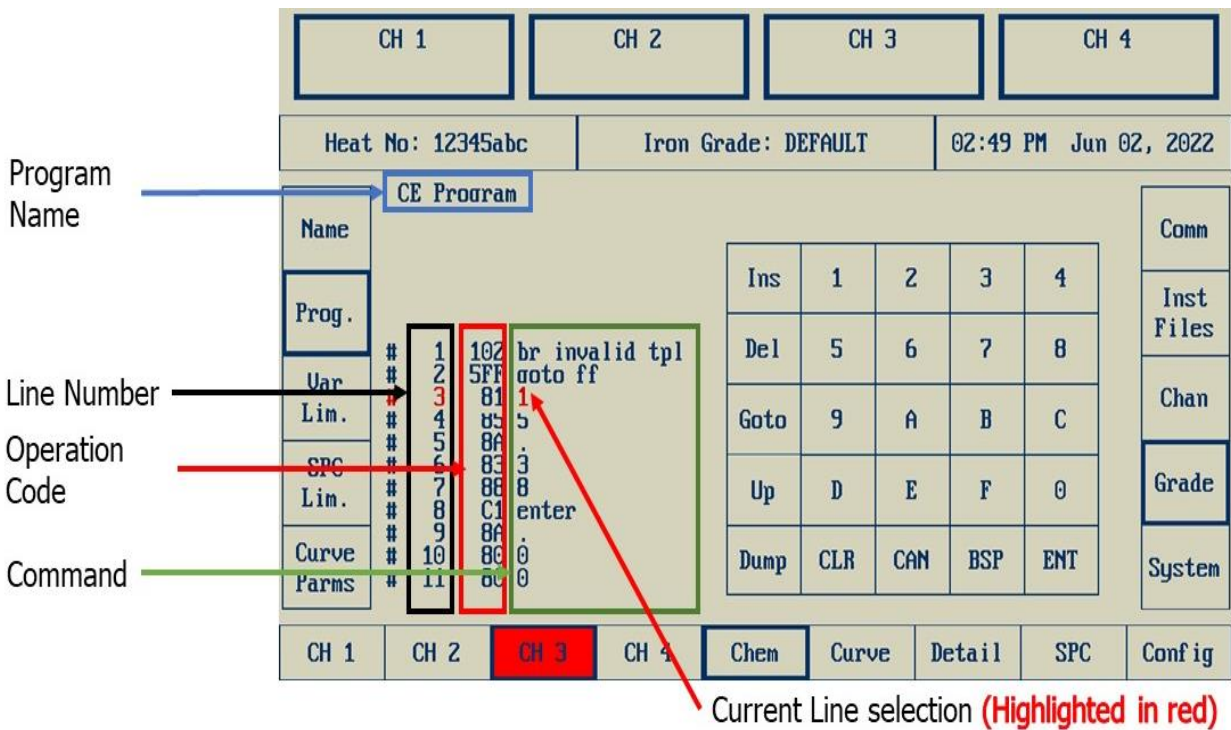 CH 1 CH 2 CH 3 CH 4
Heat No: 12345abc Iron Grade: DEFAULT 02:49 PM Jun 02, 2022
Program
Name
CE Program
Name
Prog.
Var
Lim.
SPC
Lim.
Curve
Parms
Line Number
Operation
Code
Command
# 1 102 br invalid tpl
# 2 5FF goto ff
# 3 81 1
# 4 85 5
# 5 8A .
# 6 83 3
# 7 88 8
# 8 C1 enter
# 9 8A .
# 10 80 0
# 11 80 0
Ins 1 2 3 4
Del 5 6 7 8
Goto 9 A B C
Up D E F 0
Dump CLR CAN BSP ENT
Comm
Inst
Files
Chan
Grade
System
CH 1 CH 2 CH 3 CH 4 Chem Curve Detail SPC Config
Current Line selection (Highlighted in red)